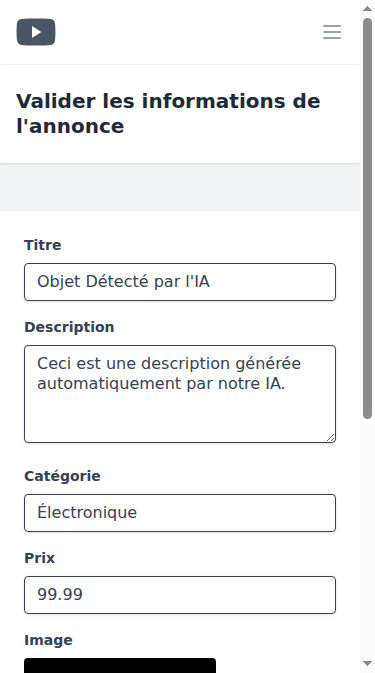 Valider les informations de
l'annonce
Titre
Objet Détecté par l'IA
Description
Ceci est une description générée
automatiquement par notre IA.
Catégorie
Électronique
Prix
99.99
Image